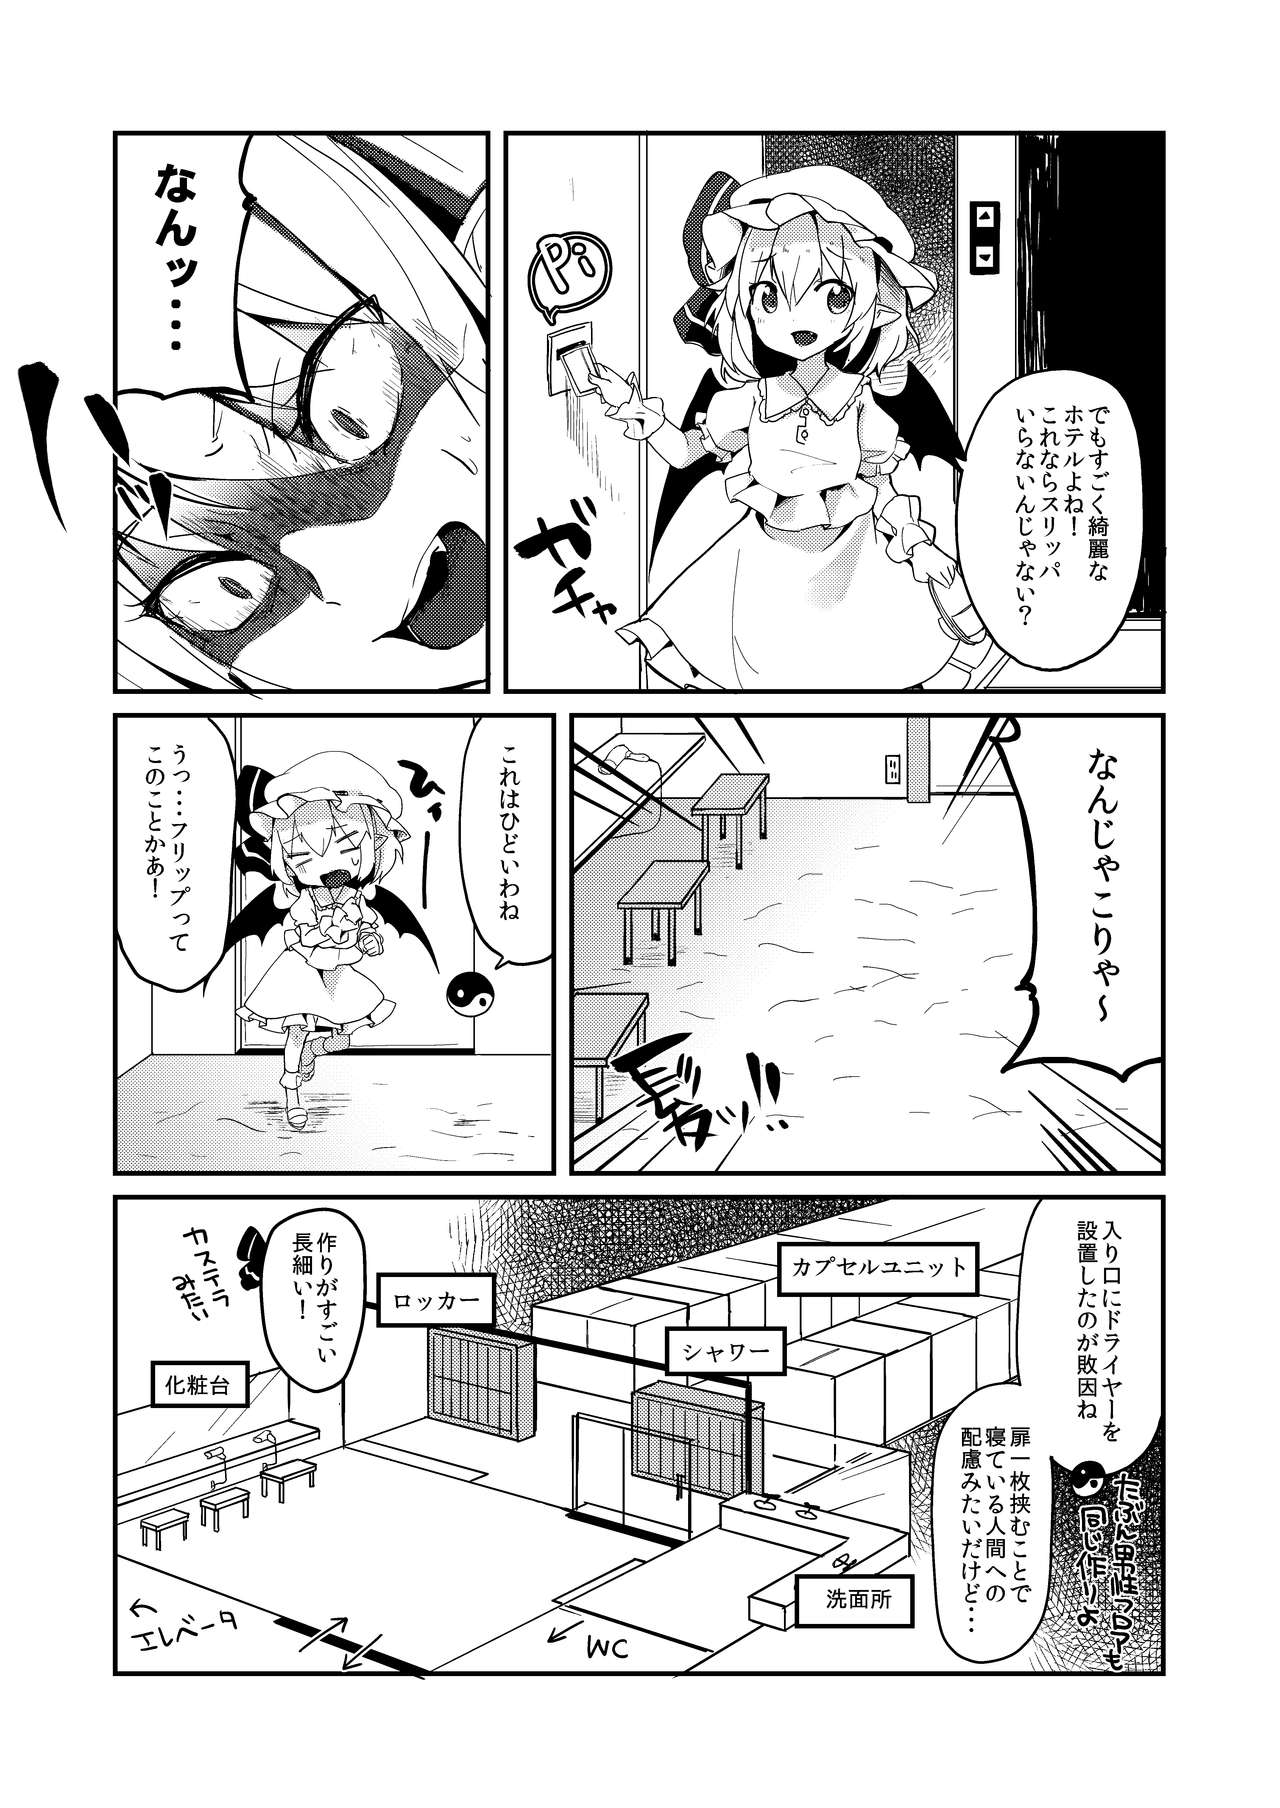 でもすごく綺麗な
ホテルよね!
これならスリッパ
いらないんじゃない?
Pi
ガチャ
なんッ・・・
バンッ
なんじゃこりゃ~
髪ッ!!
これはひどいわね
ひぃー
うっ・・・フリップって
このことかぁ!
入り口にドライヤーを
設置したのが敗因ね
扉一枚挟むことで
寝ている人間への
配慮みたいだけど・・・
たぶん男性フロアも
同じ作りよ
カプセルユニット
シャワー
ロッカー
作りがすごい
長細い!
カステラ
みたい
化粧台
洗面所
WC
エレベータ